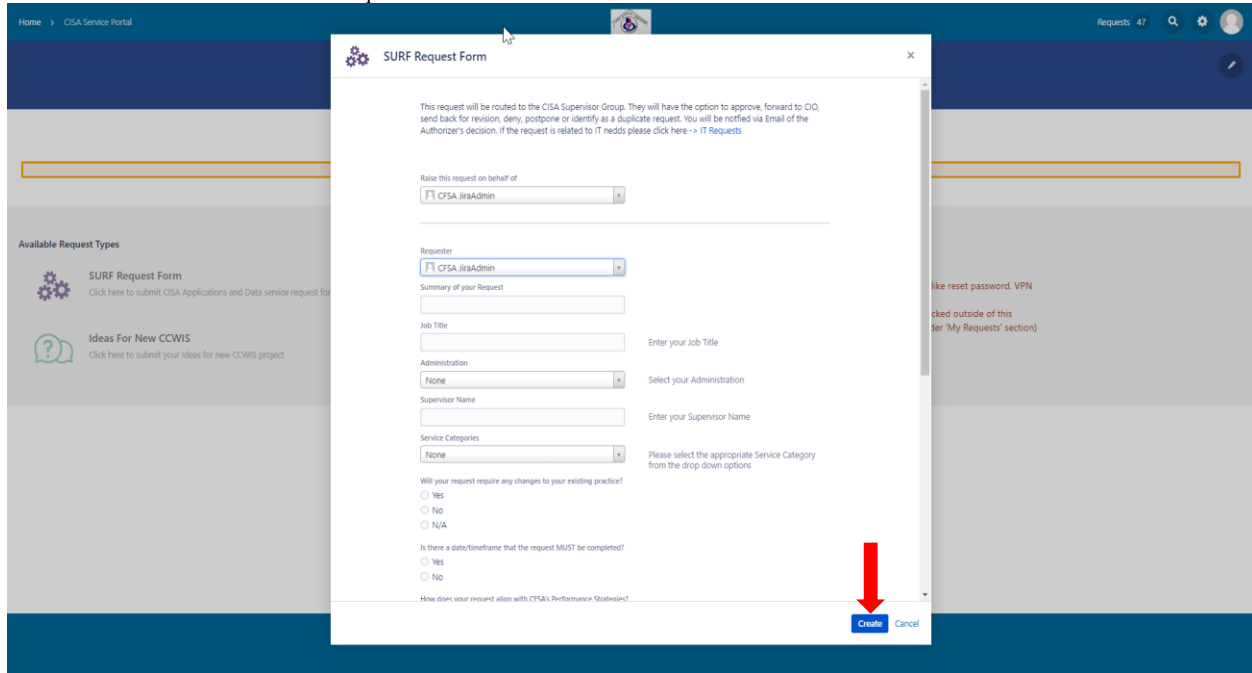 Home > CISA Service Portal
Requests 47
SURF Request Form
×
This request will be routed to the CISA Supervisor Group. They will have the option to approve, forward to CIO,
send back for revision, deny, postpone or identify as a duplicate request. You will be notfied via Email of the
Authorizer's decision. If the request is related to IT nedds please click here -> IT Requests
Raise this request on behalf of
CFSA JiraAdmin
Requester
CFSA JiraAdmin
Summary of your Request
Job Title
Enter your Job Title
Administration
None
Select your Administration
Supervisor Name
Enter your Supervisor Name
Service Categories
None
Please select the appropriate Service Category
from the drop down options
Will your request require any changes to your existing practice?
Yes
No
N/A
Is there a date/timeframe that the request MUST be completed?
Yes
No
How does your request align with CFSA's Performance Strategies?
Create Cancel
Available Request Types
SURF Request Form
Click here to submit CISA Applications and Data service request for
Ideas For New CCWIS
Click here to submit your ideas for new CCWIS project
like reset password, VPN
cked outside of this
der 'My Requests' section)